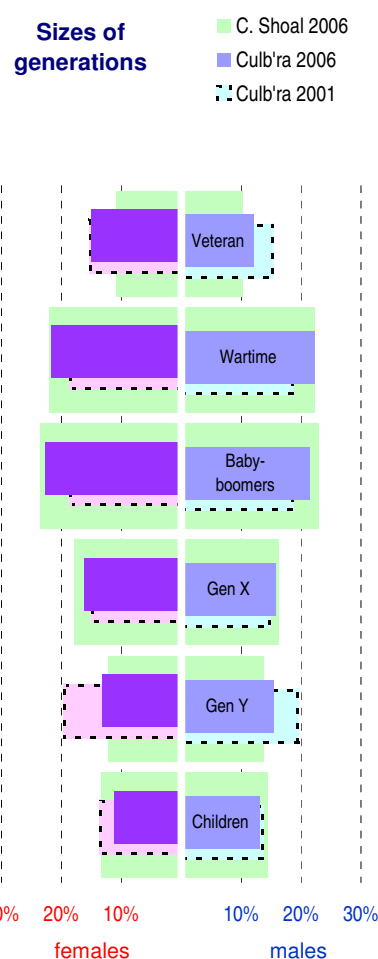 Sizes of
generations
C. Shoal 2006
Culb'ra 2006
Culb'ra 2001
Veteran
Wartime
Baby-
boomers
Gen X
Gen Y
Children
0% 20% 10% 10% 20% 30%
females males